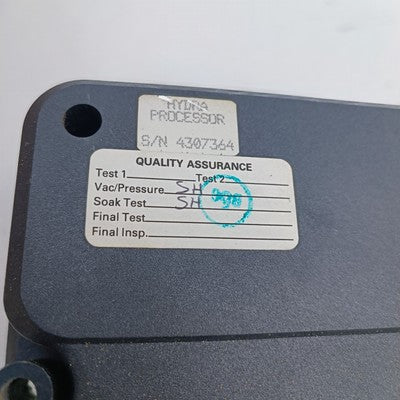 HYDRA
PROCESSOR
S/N 4307364
QUALITY ASSURANCE
Test 1 Test 2
Vac/Pressure SH
Soak Test SH
Final Test
Final Insp.